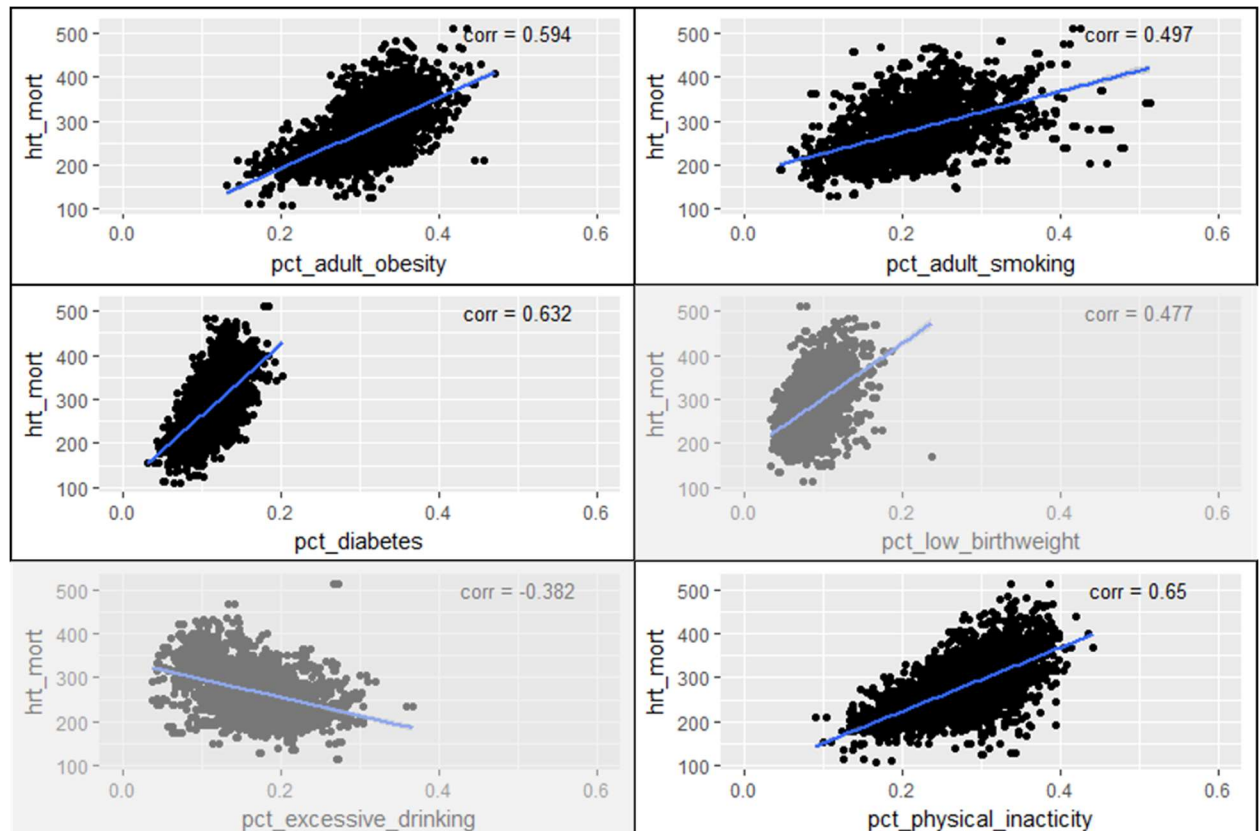 corr = 0.594
500
400
300
200
100
hrt_mort
0.0 0.2 0.4 0.6
pct_adult_obesity
corr = 0.497
500
400
300
200
100
hrt_mort
0.0 0.2 0.4 0.6
pct_adult_smoking
corr = 0.632
500
400
300
200
100
hrt_mort
0.0 0.2 0.4 0.6
pct_diabetes
corr = 0.477
500
400
300
200
100
hrt_mort
0.0 0.2 0.4 0.6
pct_low_birthweight
corr = -0.382
500
400
300
200
100
hrt_mort
0.0 0.2 0.4 0.6
pct_excessive_drinking
corr = 0.65
500
400
300
200
100
hrt_mort
0.0 0.2 0.4 0.6
pct_physical_inacticity